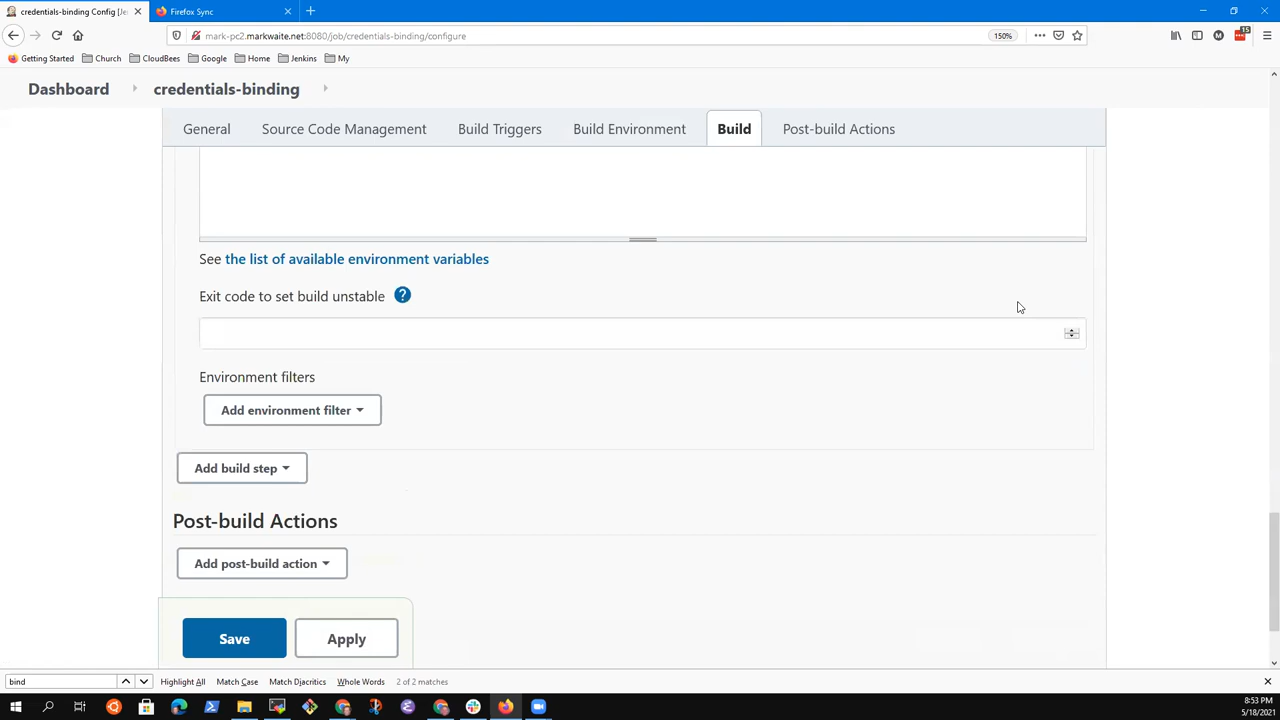 credentials-binding Config [Je
Firefox Sync
mark-pc2.markwaite.net:8080/job/credentials-binding/configure
150%
15
Getting Started
Church
CloudBees
Google
Home
Jenkins
My
Dashboard
credentials-binding
General
Source Code Management
Build Triggers
Build Environment
Build
Post-build Actions
See the list of available environment variables
Exit code to set build unstable
?
Environment filters
Add environment filter
Add build step
Post-build Actions
Add post-build action
Save
Apply
bind
Highlight All
Match Case
Match Diacritics
Whole Words
2 of 2 matches
8:53 PM
5/18/2021